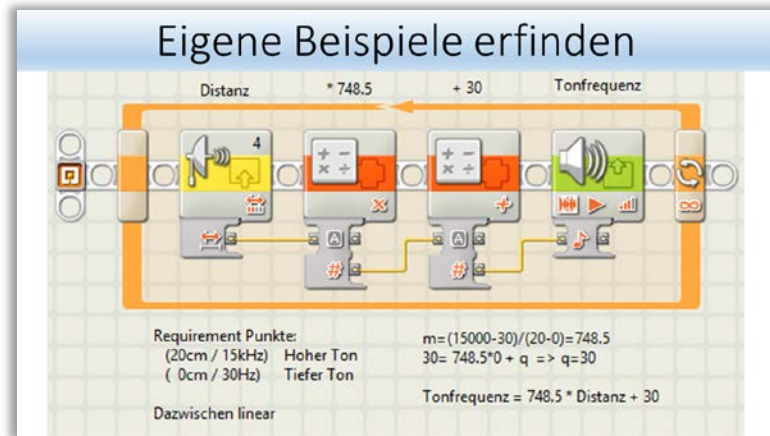 Eigene Beispiele erfinden
Distanz * 748.5 + 30 Tonfrequenz
4
A A
# #
Requirement Punkte:
(20cm / 15kHz) Hoher Ton
( 0cm / 30Hz) Tiefer Ton
Dazwischen linear
m=(15000-30)/(20-0)=748.5
30= 748.5*0 + q => q=30
Tonfrequenz = 748.5 * Distanz + 30